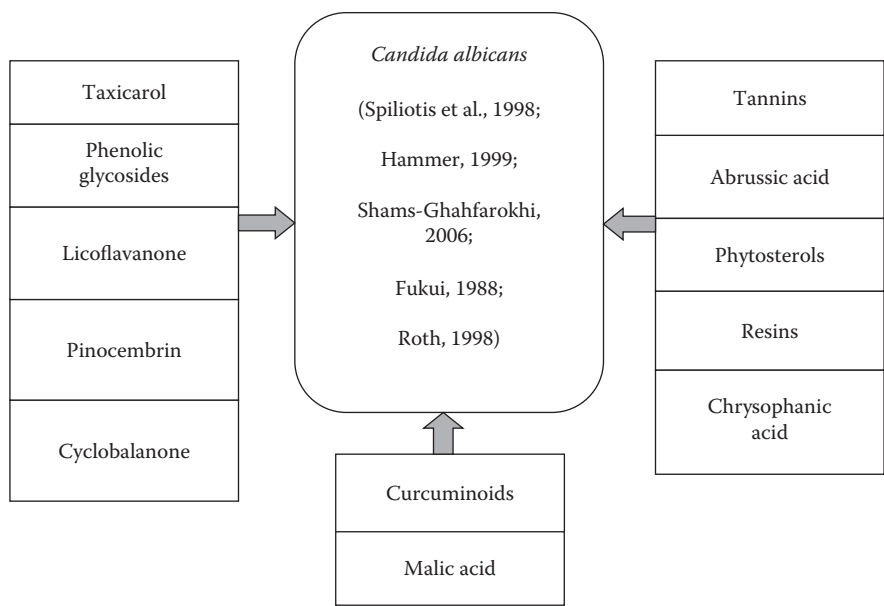 Taxicarol
Phenolic
glycosides
Licoflavanone
Pinocembrin
Cyclobalanone
Candida albicans
(Spiliotis et al., 1998;
Hammer, 1999;
Shams-Ghahfarokhi,
2006;
Fukui, 1988;
Roth, 1998)
Tannins
Abrussic acid
Phytosterols
Resins
Chrysophanic
acid
Curcuminoids
Malic acid